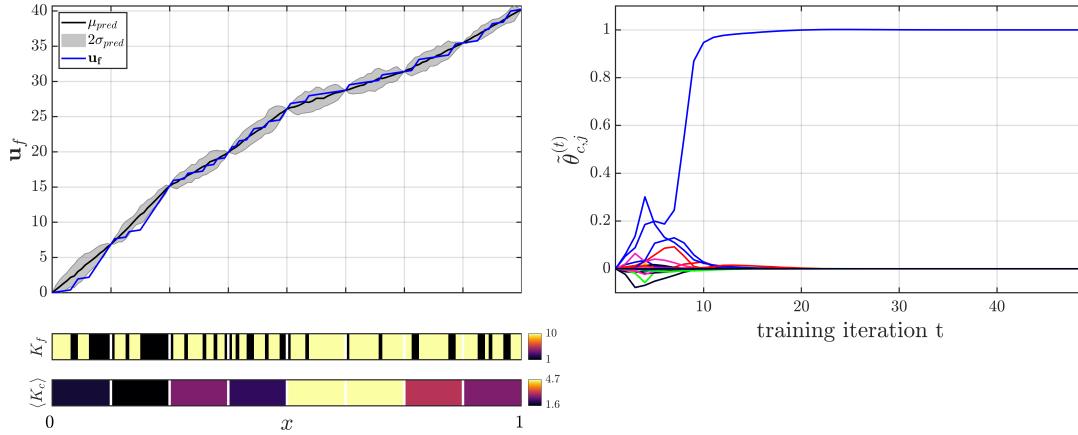 40
35
30
25
20
15
10
5
0
u_f
μ_pred
2σ_pred
u_f
K_f
10
1
⟨K_c⟩
4.7
1.6
0
x
1
1
0.8
0.6
0.4
0.2
0
θ̃_{c,j}^{(t)}
10
20
30
40
training iteration t